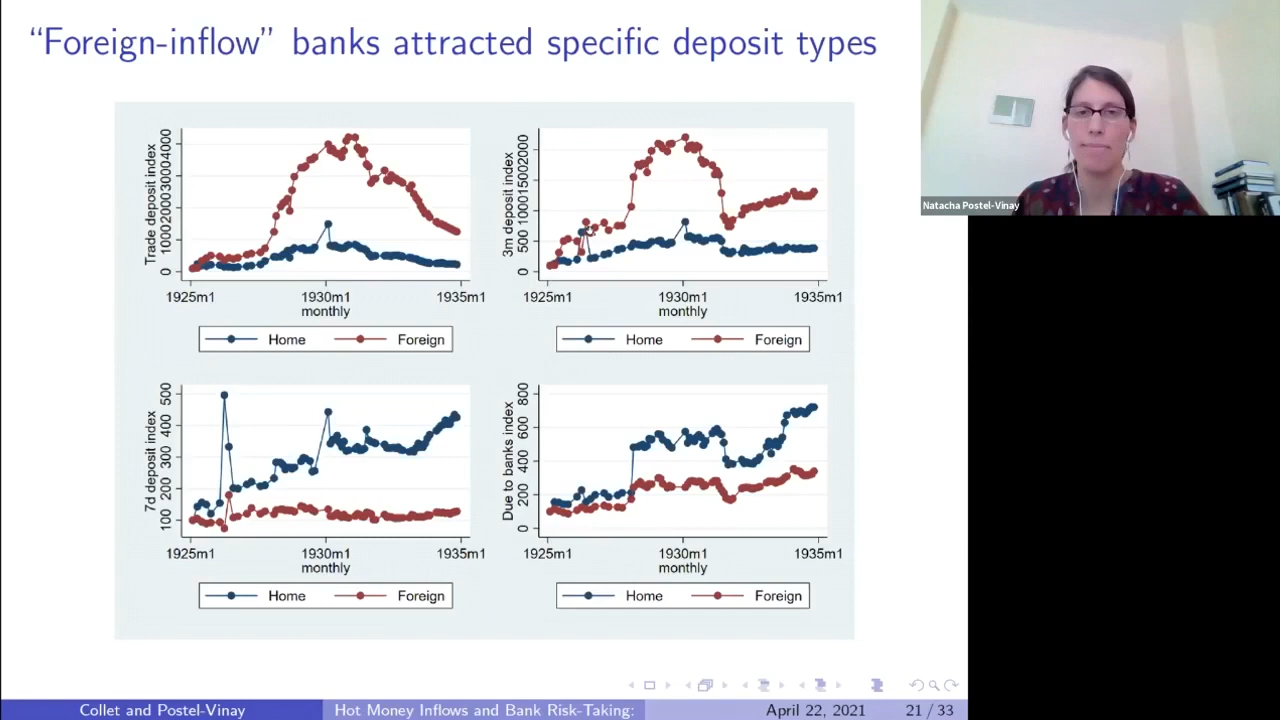 “Foreign-inflow” banks attracted specific deposit types
Natacha Postel-Vinay
Trade deposit index
0 1000 2000 3000 4000
1925m1 1930m1 1935m1
monthly
Home Foreign
3m deposit index
0 500 1000 1500 2000
1925m1 1930m1 1935m1
monthly
Home Foreign
7d deposit index
100 200 300 400 500
1925m1 1930m1 1935m1
monthly
Home Foreign
Due to banks index
0 200 400 600 800
1925m1 1930m1 1935m1
monthly
Home Foreign
Collet and Postel-Vinay Hot Money Inflows and Bank Risk-Taking: April 22, 2021 21 / 33